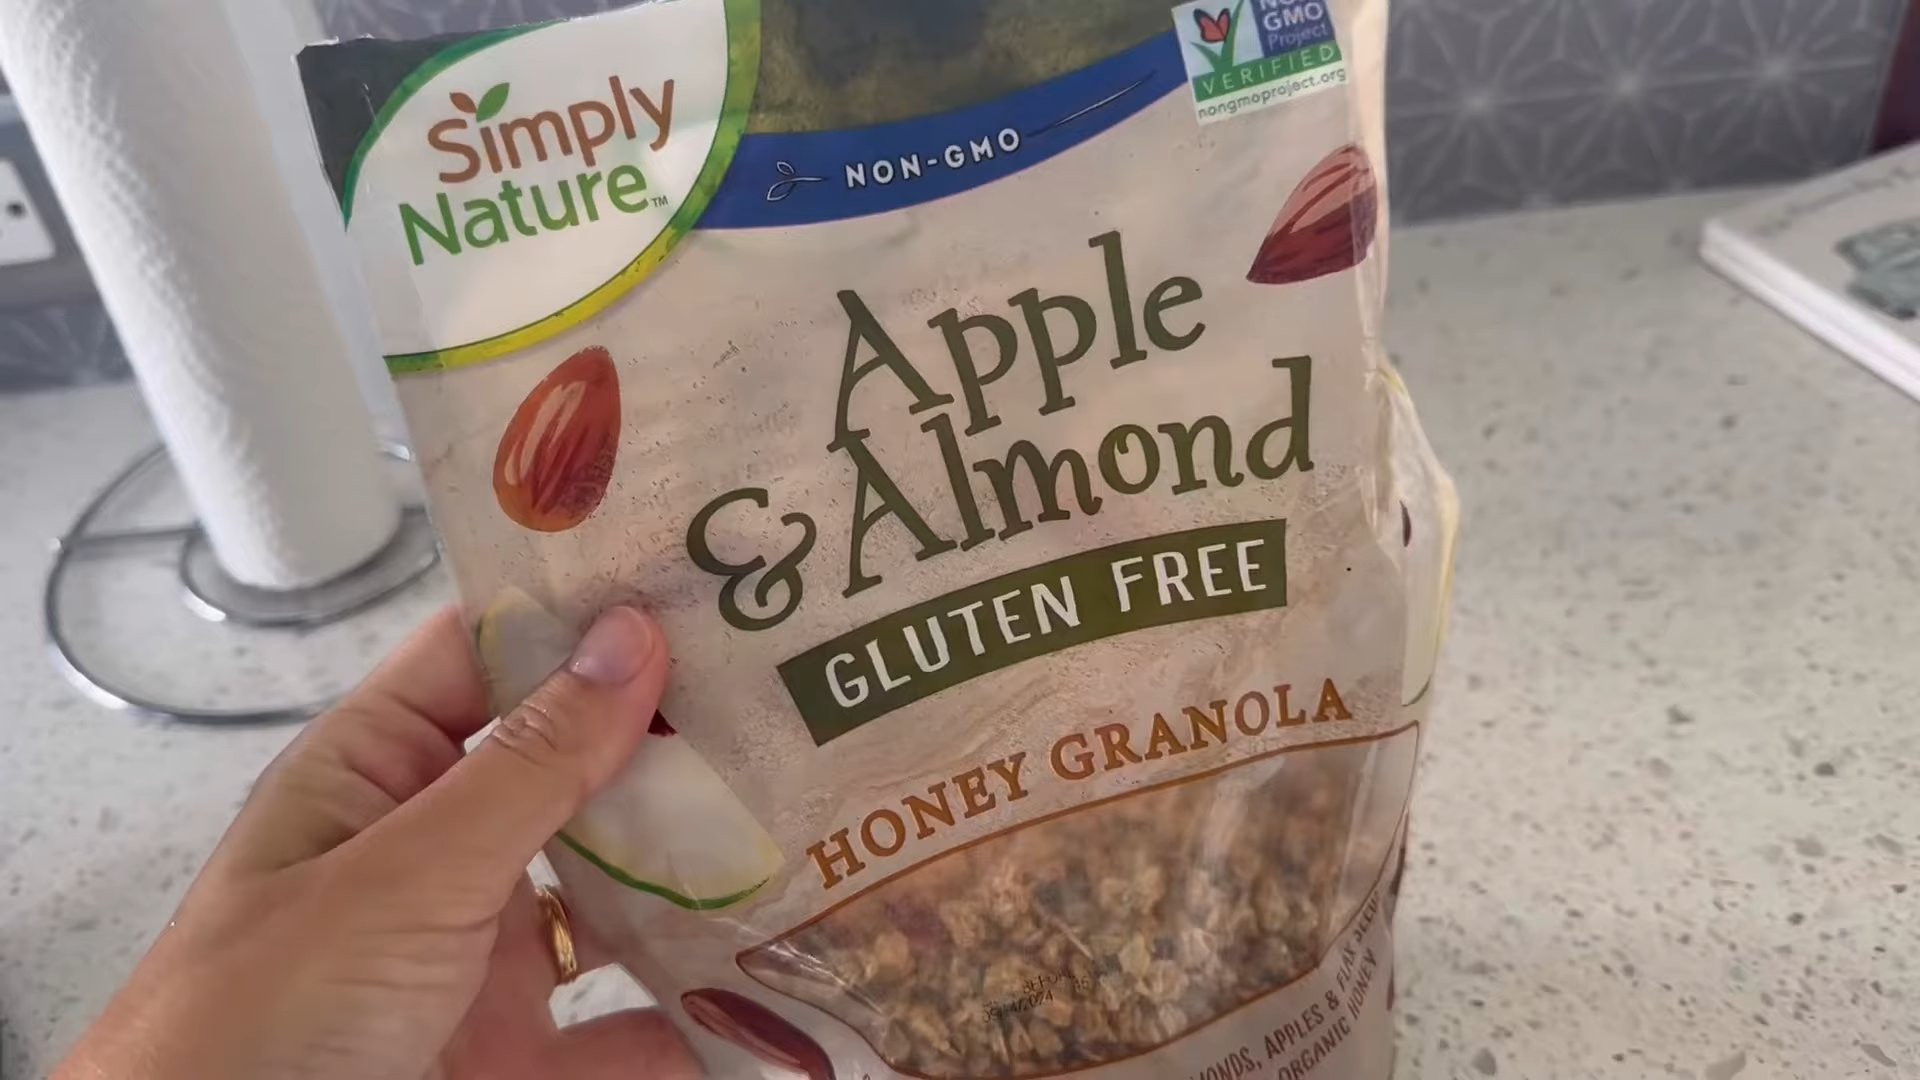 Simply
Nature™
NON-GMO
NON
GMO
Project
VERIFIED
nongmoproject.org
Apple
& Almond
GLUTEN FREE
HONEY GRANOLA
APPLES & FLAX
ORGANIC HONEY